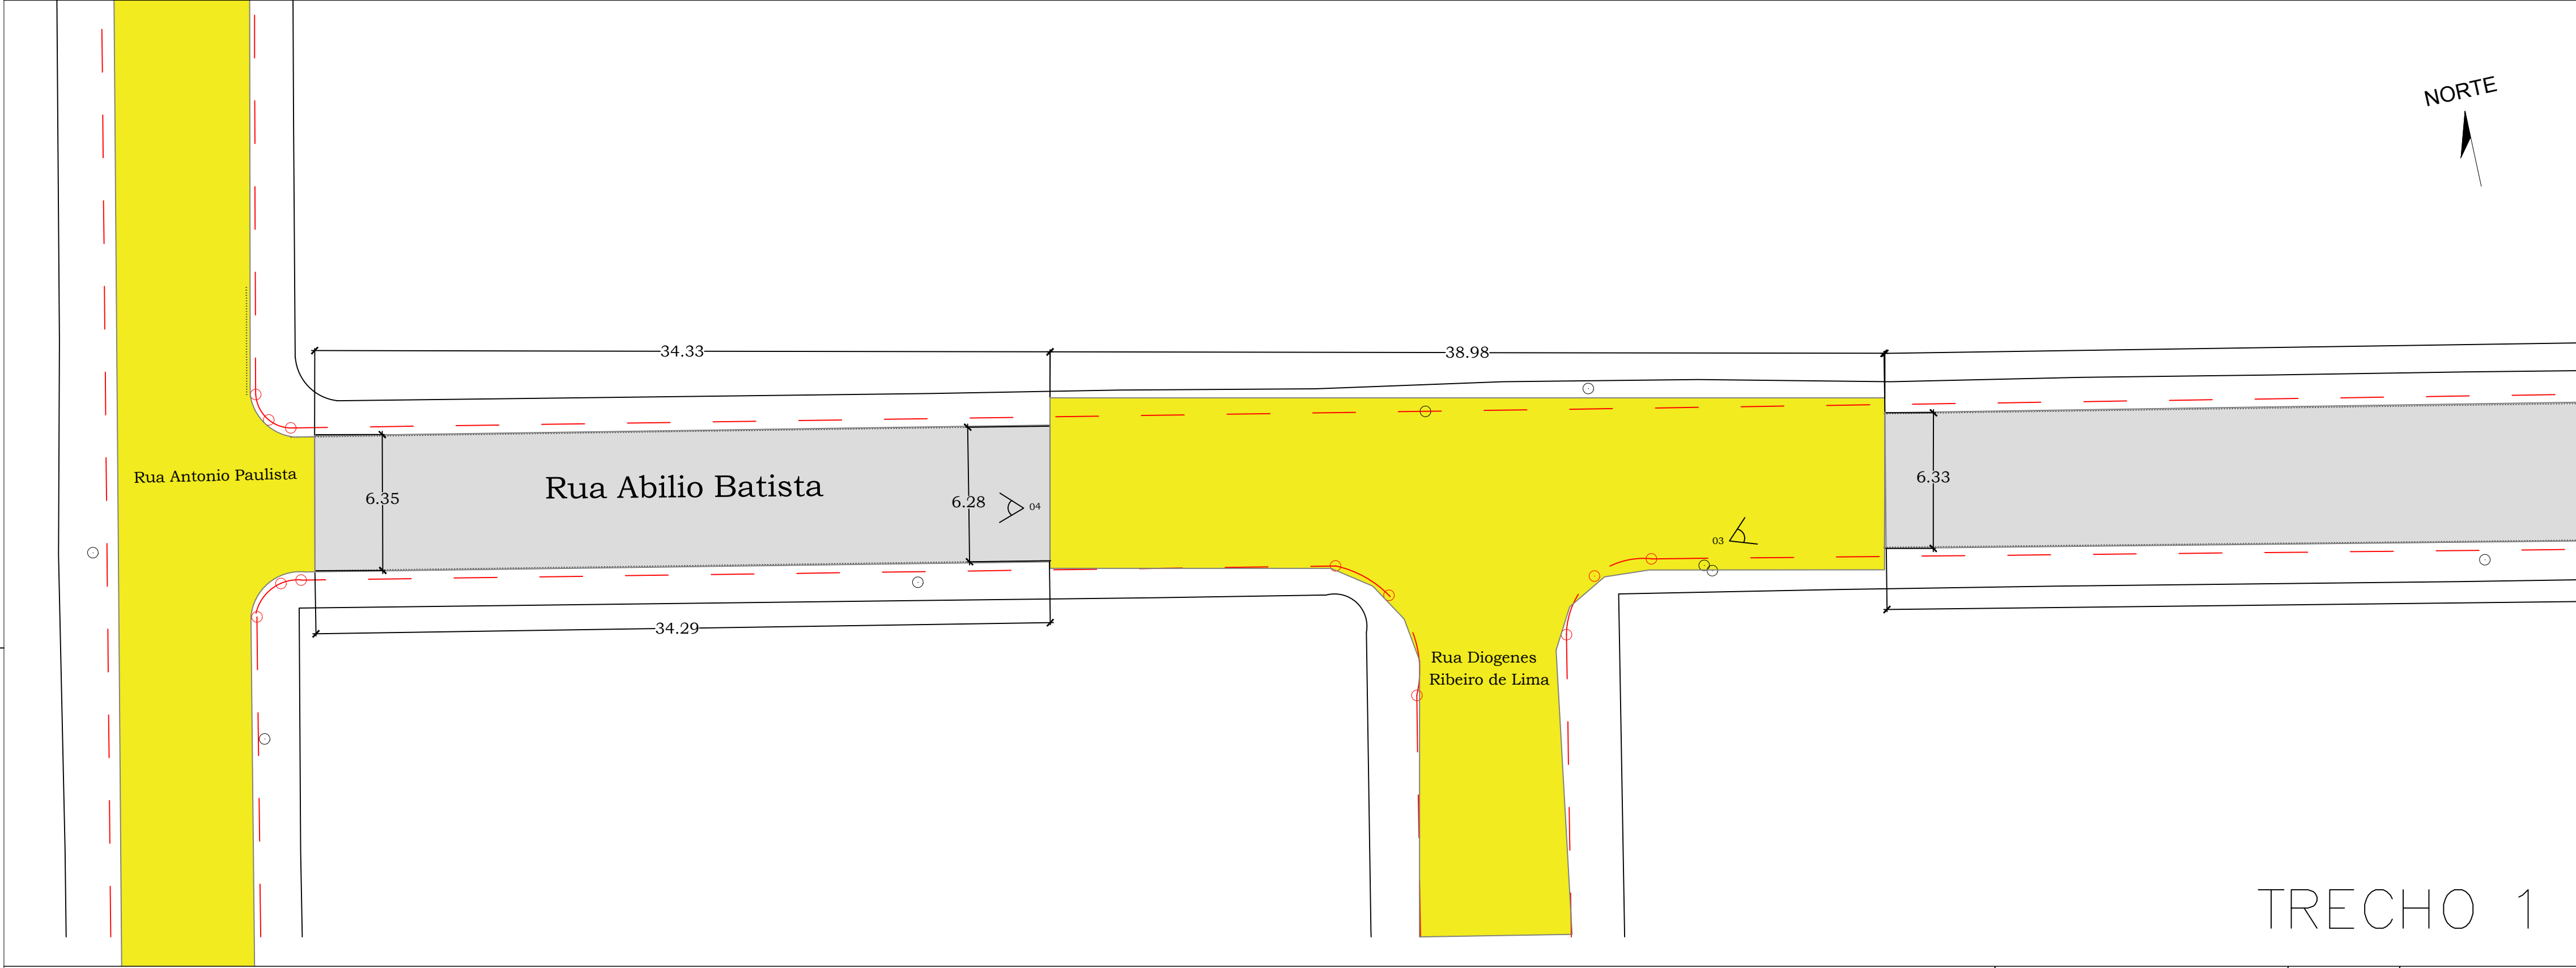 NORTE
34.33
38.98
Rua Antonio Paulista
6.35
Rua Abilio Batista
6.28
04
03
6.33
34.29
Rua Diogenes
Ribeiro de Lima
TRECHO 1